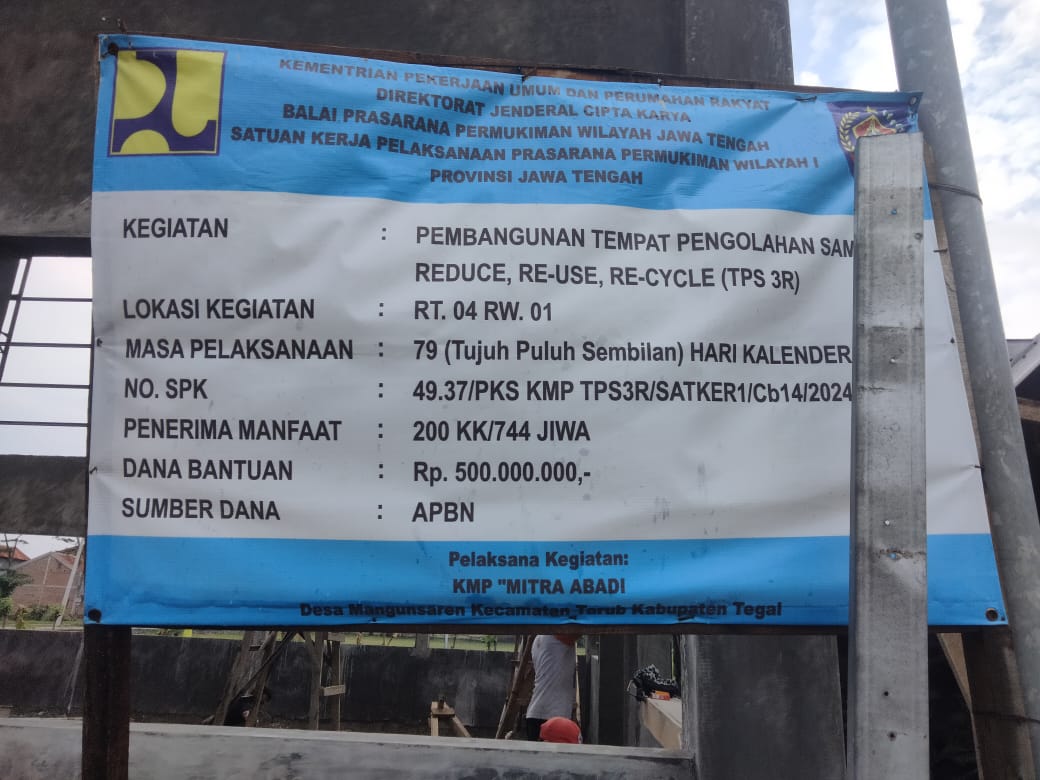 KEMENTRIAN PEKERJAAN UMUM DAN PERUMAHAN RAKYAT
DIREKTORAT JENDERAL CIPTA KARYA
BALAI PRASARANA PERMUKIMAN WILAYAH JAWA TENGAH
SATUAN KERJA PELAKSANAAN PRASARANA PERMUKIMAN WILAYAH I
PROVINSI JAWA TENGAH
KEGIATAN : PEMBANGUNAN TEMPAT PENGOLAHAN SAM
REDUCE, RE-USE, RE-CYCLE (TPS 3R)
LOKASI KEGIATAN : RT. 04 RW. 01
MASA PELAKSANAAN : 79 (Tujuh Puluh Sembilan) HARI KALENDER
NO. SPK : 49.37/PKS KMP TPS3R/SATKER1/Cb14/2024
PENERIMA MANFAAT : 200 KK/744 JIWA
DANA BANTUAN : Rp. 500.000.000,-
SUMBER DANA : APBN
Pelaksana Kegiatan:
KMP "MITRA ABADI
Desa Mangunsaren Kecamatan Tarub Kabupaten Tegal